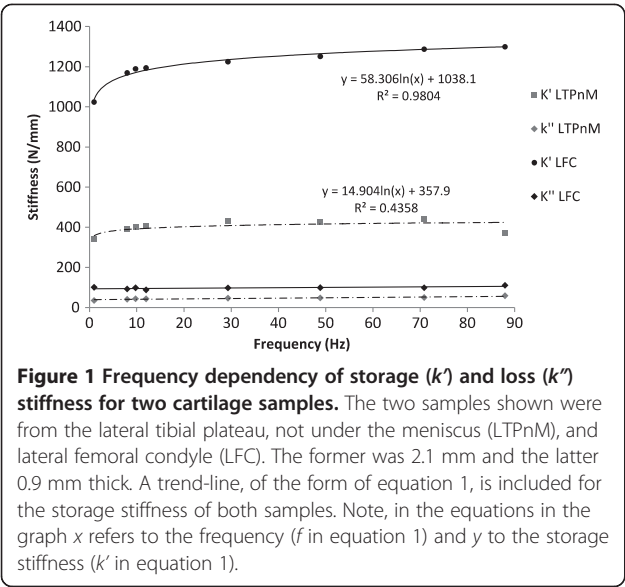 1400
1200
1000
800
600
400
200
0
Stiffness (N/mm)
y = 58.306ln(x) + 1038.1
R² = 0.9804
y = 14.904ln(x) + 357.9
R² = 0.4358
K' LTPnM
k'' LTPnM
K' LFC
K'' LFC
0 10 20 30 40 50 60 70 80 90
Frequency (Hz)
Figure 1 Frequency dependency of storage (k′) and loss (k″)
stiffness for two cartilage samples. The two samples shown were
from the lateral tibial plateau, not under the meniscus (LTPnM), and
lateral femoral condyle (LFC). The former was 2.1 mm and the latter
0.9 mm thick. A trend-line, of the form of equation 1, is included for
the storage stiffness of both samples. Note, in the equations in the
graph x refers to the frequency (f in equation 1) and y to the storage
stiffness (k′ in equation 1).